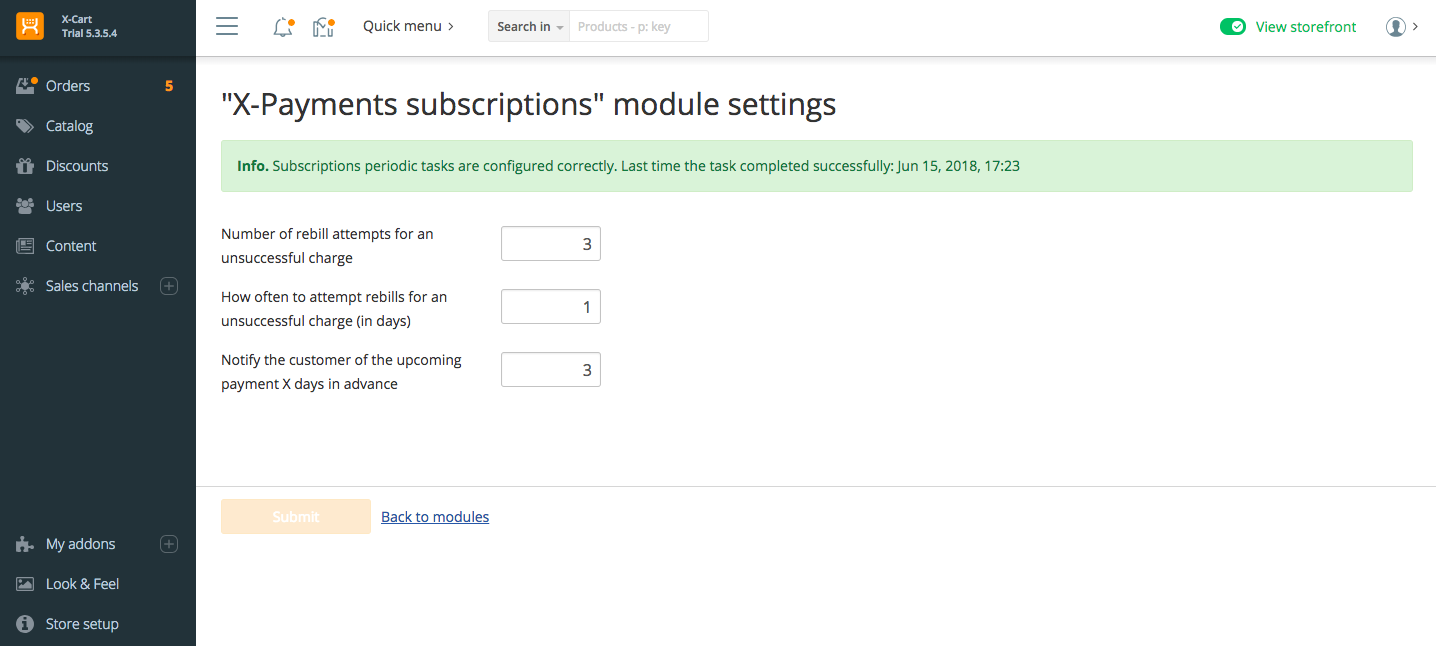 X-Cart
Trial 5.3.5.4
Quick menu
Search in
Products - p: key
View storefront
Orders
5
Catalog
Discounts
Users
Content
Sales channels
My addons
Look & Feel
Store setup
"X-Payments subscriptions" module settings
Info. Subscriptions periodic tasks are configured correctly. Last time the task completed successfully: Jun 15, 2018, 17:23
Number of rebill attempts for an
unsuccessful charge
3
How often to attempt rebills for an
unsuccessful charge (in days)
1
Notify the customer of the upcoming
payment X days in advance
3
Submit
Back to modules